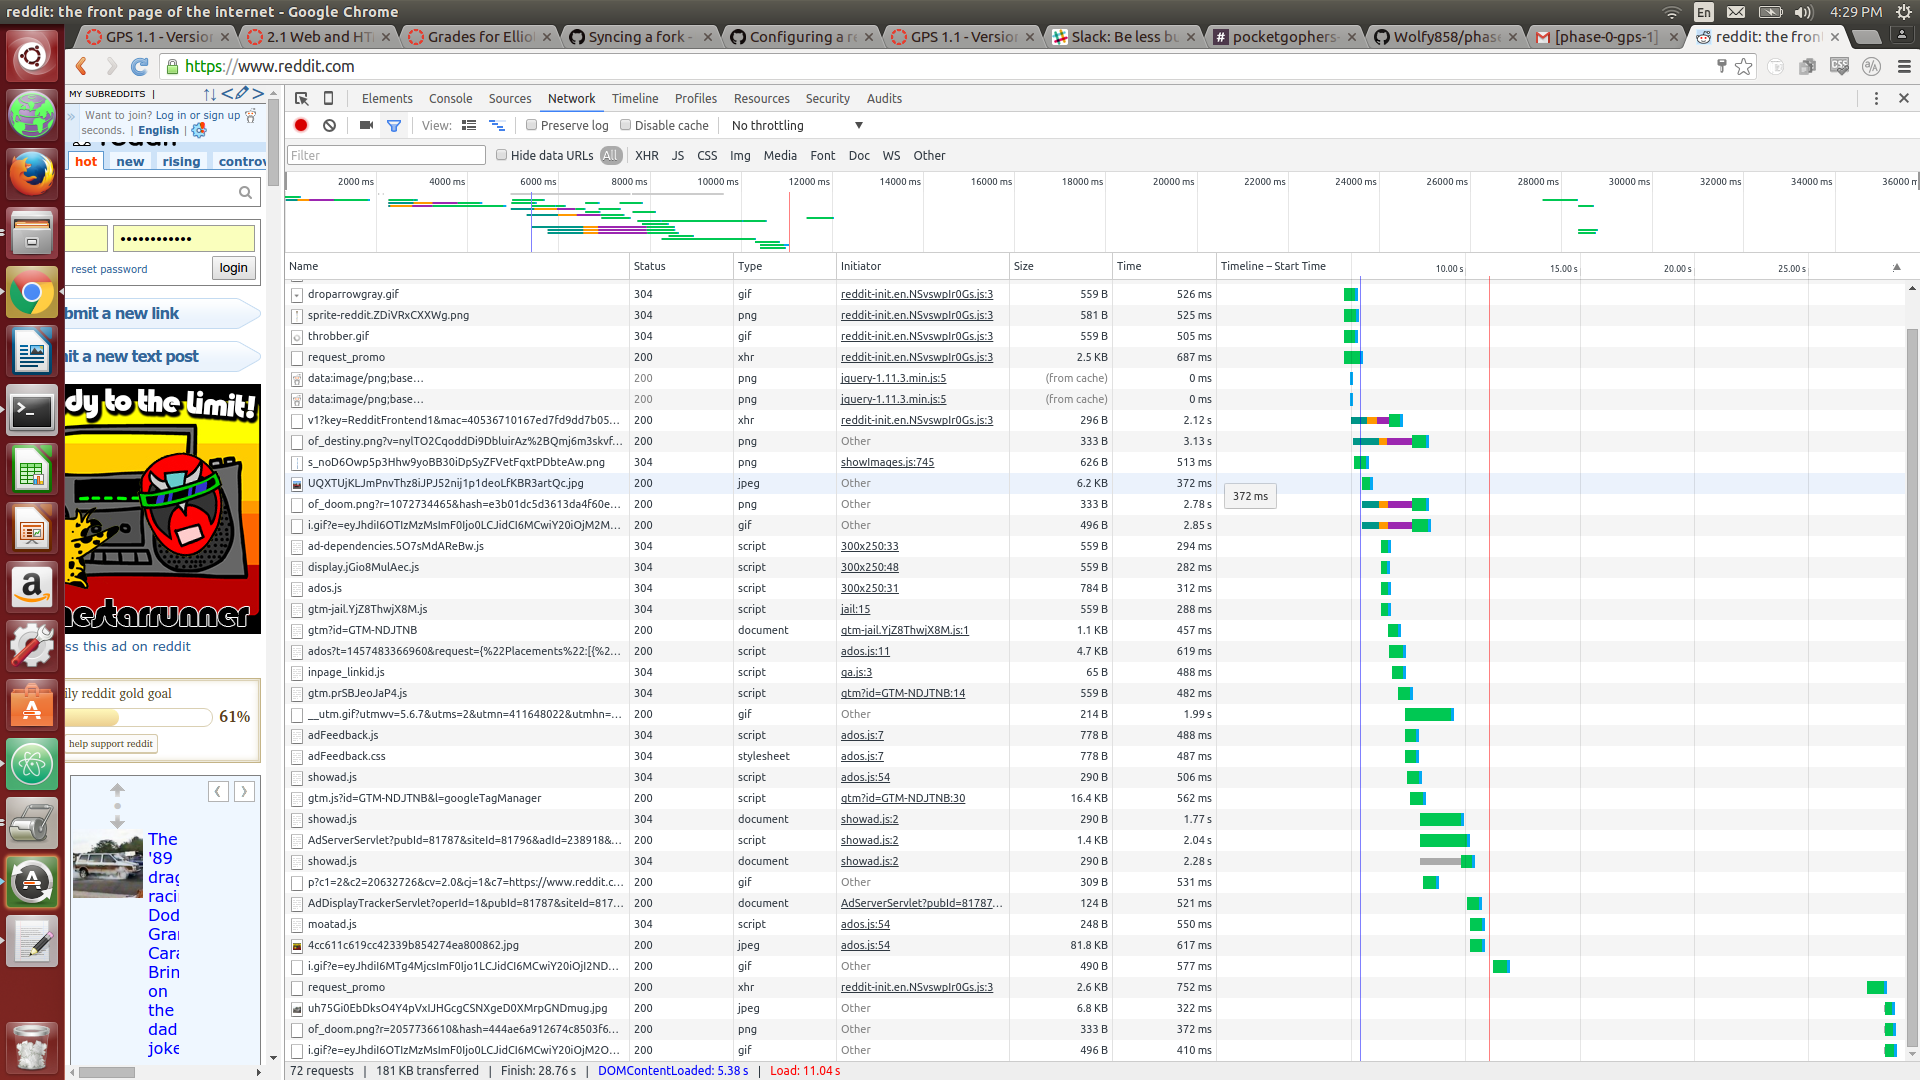 reddit: the front page of the internet - Google Chrome
En 4:29 PM
GPS 1.1 - Version
2.1 Web and HT
Grades for Ellio
Syncing a fork -
Configuring a re
GPS 1.1 - Version
Slack: Be less bu
pocketgophers-
Wolfy858/phase
[phase-0-gps-1]
reddit: the fron
https://www.reddit.com
MY SUBREDDITS |
Want to join? Log in or sign up
seconds. | English |
hot new rising controv
reset password login
bmit a new link
it a new text post
dy to the Limit!
mestarrunner
ss this ad on reddit
ily reddit gold goal
61%
help support reddit
The
'89
drag
raci
Dod
Gran
Cara
Brin
on
the
dad
joke
Elements Console Sources Network Timeline Profiles Resources Security Audits
View: Preserve log Disable cache No throttling
Filter Hide data URLs All XHR JS CSS Img Media Font Doc WS Other
2000 ms 4000 ms 6000 ms 8000 ms 10000 ms 12000 ms 14000 ms 16000 ms 18000 ms 20000 ms 22000 ms 24000 ms 26000 ms 28000 ms 30000 ms 32000 ms 34000 ms 36000 m
Name Status Type Initiator Size Time Timeline – Start Time 10.00 s 15.00 s 20.00 s 25.00 s
droparrowgray.gif 304 gif reddit-init.en.NSvswpIr0Gs.js:3 559 B 526 ms
sprite-reddit.ZDiVRxCXXWg.png 304 png reddit-init.en.NSvswpIr0Gs.js:3 581 B 525 ms
throbber.gif 304 gif reddit-init.en.NSvswpIr0Gs.js:3 559 B 505 ms
request_promo 200 xhr reddit-init.en.NSvswpIr0Gs.js:3 2.5 KB 687 ms
data:image/png;base… 200 png jquery-1.11.3.min.js:5 (from cache) 0 ms
data:image/png;base… 200 png jquery-1.11.3.min.js:5 (from cache) 0 ms
v1?key=RedditFrontend1&mac=40536710167ed7fd9dd7b05… 200 xhr reddit-init.en.NSvswpIr0Gs.js:3 296 B 2.12 s
of_destiny.png?v=nylTO2CqoddDi9DbluirAz%2BQmj6m3skvf… 200 png Other 333 B 3.13 s
s_noD6Owp5p3Hhw9yoBB30iDpSyZFVetFqxtPDbteAw.png 304 png showImages.js:745 626 B 513 ms
UQXTUjKLJmPnvThz8iJPJ52nij1p1deoLfKBR3artQc.jpg 200 jpeg Other 6.2 KB 372 ms
372 ms
of_doom.png?r=1072734465&hash=e3b01dc5d3613da4f60e… 200 png Other 333 B 2.78 s
i.gif?e=eyJhdiI6OTIzMzMsImF0Ijo0LCJidCI6MCwiY20iOjM2M… 200 gif Other 496 B 2.85 s
ad-dependencies.5O7sMdAReBw.js 304 script 300x250:33 559 B 294 ms
display.jGio8MulAec.js 304 script 300x250:48 559 B 282 ms
ados.js 304 script 300x250:31 784 B 312 ms
gtm-jail.YjZ8ThwjX8M.js 304 script jail:15 559 B 288 ms
gtm?id=GTM-NDJTNB 200 document gtm-jail.YjZ8ThwjX8M.js:1 1.1 KB 457 ms
ados?t=1457483366960&request={%22Placements%22:[{%2… 200 script ados.js:11 4.7 KB 619 ms
inpage_linkid.js 304 script ga.js:3 65 B 488 ms
gtm.prSBJeoJaP4.js 304 script gtm?id=GTM-NDJTNB:14 559 B 482 ms
__utm.gif?utmwv=5.6.7&utms=2&utmn=411648022&utmhn=… 200 gif Other 214 B 1.99 s
adFeedback.js 304 script ados.js:7 778 B 488 ms
adFeedback.css 304 stylesheet ados.js:7 778 B 487 ms
showad.js 304 script ados.js:54 290 B 506 ms
gtm.js?id=GTM-NDJTNB&l=googleTagManager 200 script gtm?id=GTM-NDJTNB:30 16.4 KB 562 ms
showad.js 304 document showad.js:2 290 B 1.77 s
AdServerServlet?pubId=81787&siteId=81796&adId=238918&… 200 script showad.js:2 1.4 KB 2.04 s
showad.js 304 document showad.js:2 290 B 2.28 s
p?c1=2&c2=20632726&cv=2.0&cj=1&c7=https://www.reddit.c… 200 gif Other 309 B 531 ms
AdDisplayTrackerServlet?operId=1&pubId=81787&siteId=817… 200 document AdServerServlet?pubId=81787… 124 B 521 ms
moatad.js 304 script ados.js:54 248 B 550 ms
4cc611c619cc42339b854274ea800862.jpg 200 jpeg ados.js:54 81.8 KB 617 ms
i.gif?e=eyJhdiI6MTg4MjcsImF0Ijo1LCJidCI6MCwiY20iOjI2ND… 200 gif Other 490 B 577 ms
request_promo 200 xhr reddit-init.en.NSvswpIr0Gs.js:3 2.6 KB 752 ms
uh75Gi0EbDksO4Y4pVxIJHGcgCSNXgeD0XMrpGNDmug.jpg 200 jpeg Other 6.8 KB 322 ms
of_doom.png?r=2057736610&hash=444ae6a912674c8503f6… 200 png Other 333 B 372 ms
i.gif?e=eyJhdiI6OTIzMzMsImF0Ijo0LCJidCI6MCwiY20iOjM2O… 200 gif Other 496 B 410 ms
72 requests | 181 KB transferred | Finish: 28.76 s | DOMContentLoaded: 5.38 s | Load: 11.04 s